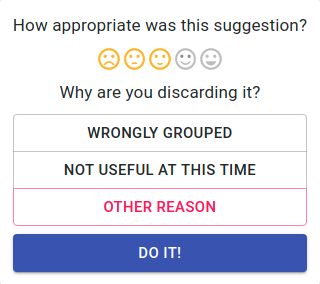 How appropriate was this suggestion?
Why are you discarding it?
WRONGLY GROUPED
NOT USEFUL AT THIS TIME
OTHER REASON
DO IT!